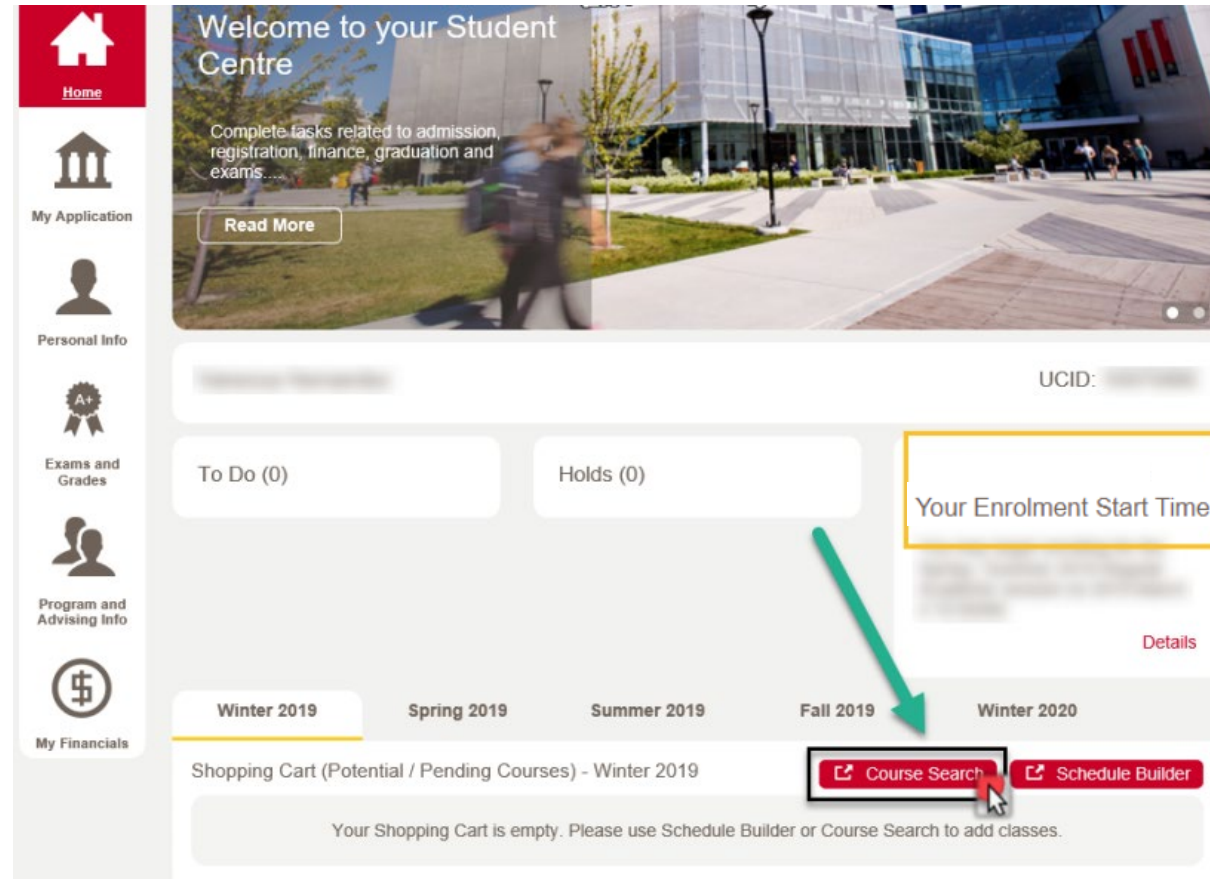 Welcome to your Student
Centre
Complete tasks related to admission,
registration, finance, graduation and
exams....
Read More
Home
My Application
Personal Info
A+
Exams and
Grades
Program and
Advising Info
$
My Financials
UCID:
To Do (0)
Holds (0)
Your Enrolment Start Time
Details
Winter 2019
Spring 2019
Summer 2019
Fall 2019
Winter 2020
Shopping Cart (Potential / Pending Courses) - Winter 2019
Course Search
Schedule Builder
Your Shopping Cart is empty. Please use Schedule Builder or Course Search to add classes.